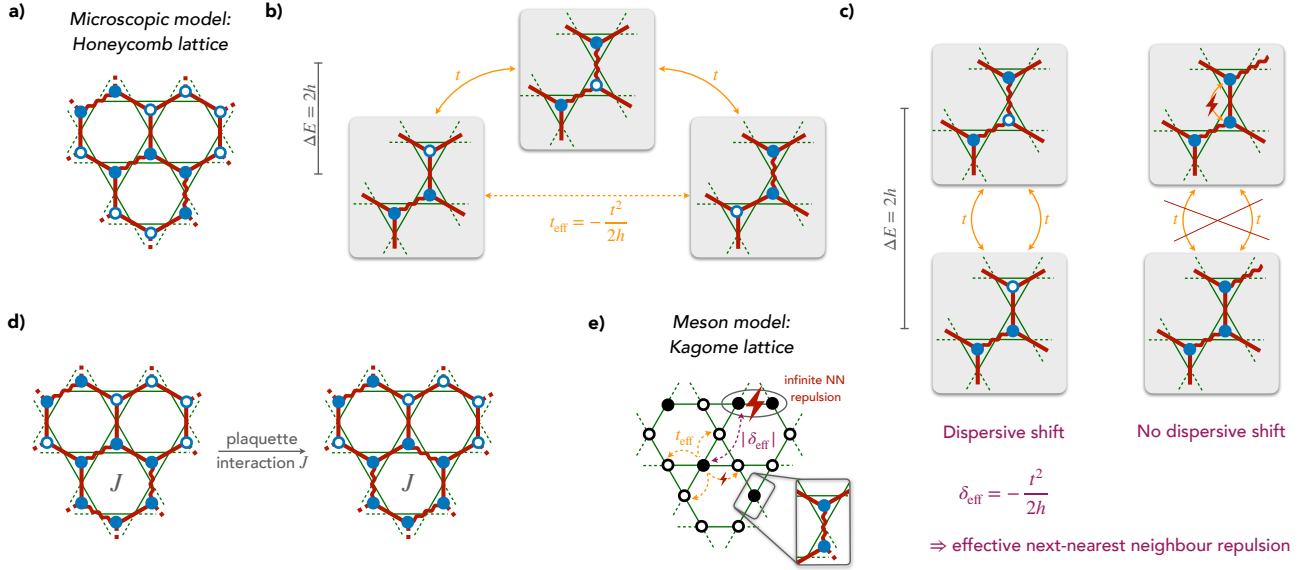 a)
Microscopic model:
Honeycomb lattice
b)
ΔE = 2h
t
t
t_eff = − t²/2h
c)
ΔE = 2h
t
t
t
t
Dispersive shift
No dispersive shift
δ_eff = − t²/2h
⇒ effective next-nearest neighbour repulsion
d)
J
plaquette
interaction J
J
e)
Meson model:
Kagome lattice
infinite NN
repulsion
t_eff
|δ_eff|